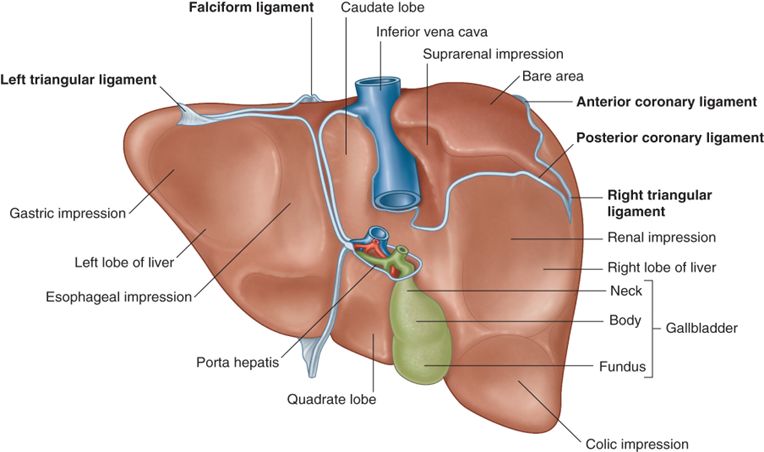 Falciform ligament
Caudate lobe
Inferior vena cava
Suprarenal impression
Bare area
Left triangular ligament
Anterior coronary ligament
Posterior coronary ligament
Right triangular
ligament
Gastric impression
Renal impression
Left lobe of liver
Right lobe of liver
Esophageal impression
Neck
Body
Gallbladder
Porta hepatis
Fundus
Quadrate lobe
Colic impression